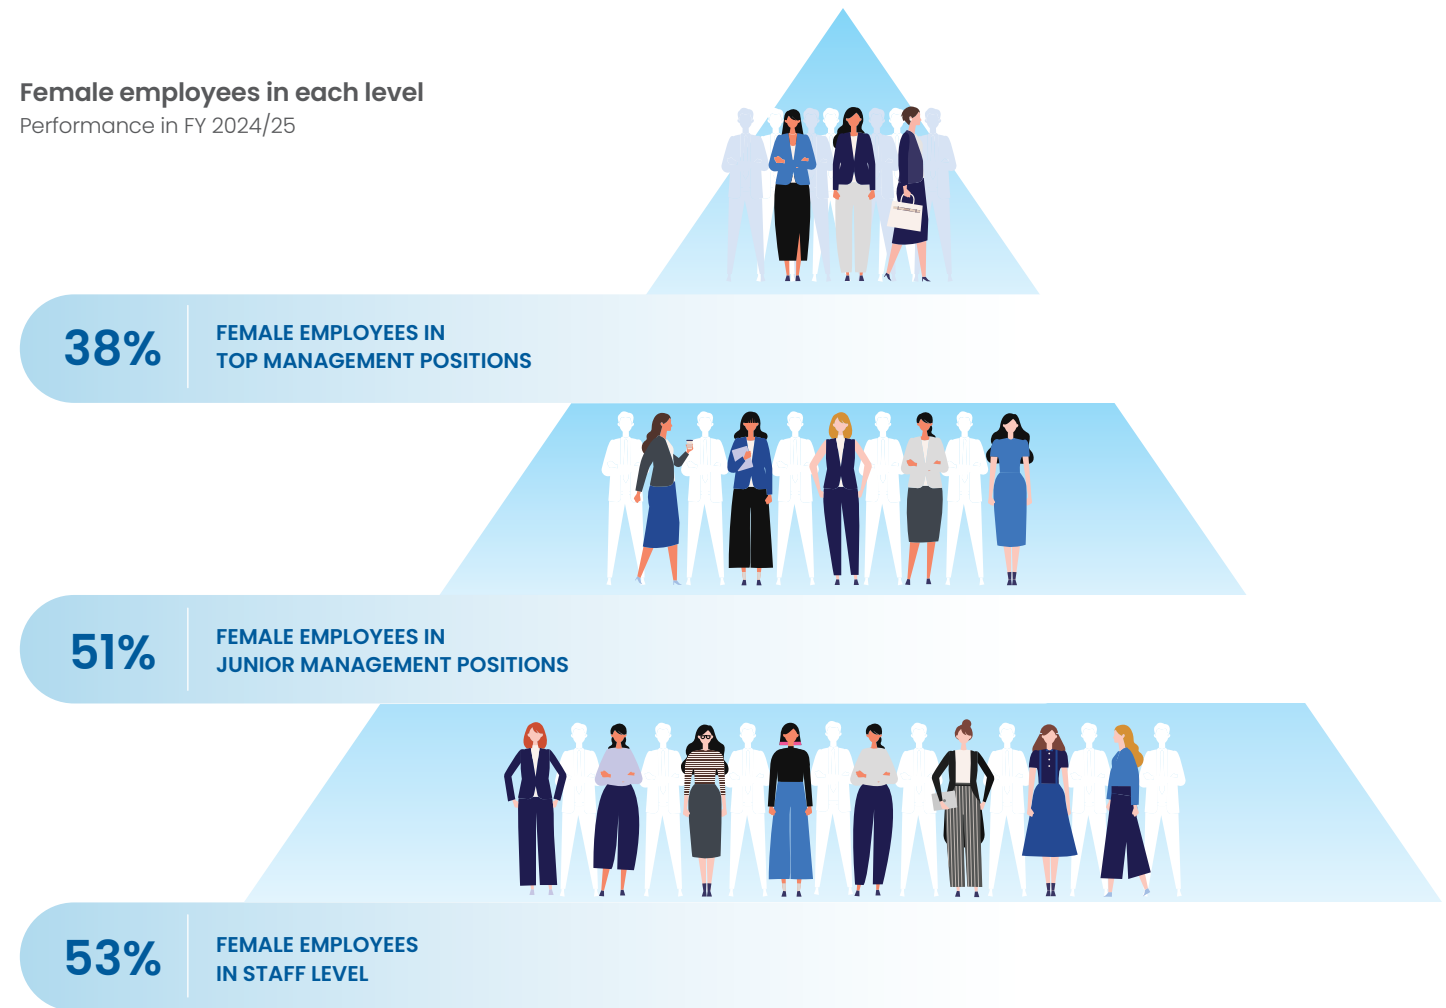 Female employees in each level
Performance in FY 2024/25
38%
FEMALE EMPLOYEES IN
TOP MANAGEMENT POSITIONS
51%
FEMALE EMPLOYEES IN
JUNIOR MANAGEMENT POSITIONS
53%
FEMALE EMPLOYEES
IN STAFF LEVEL